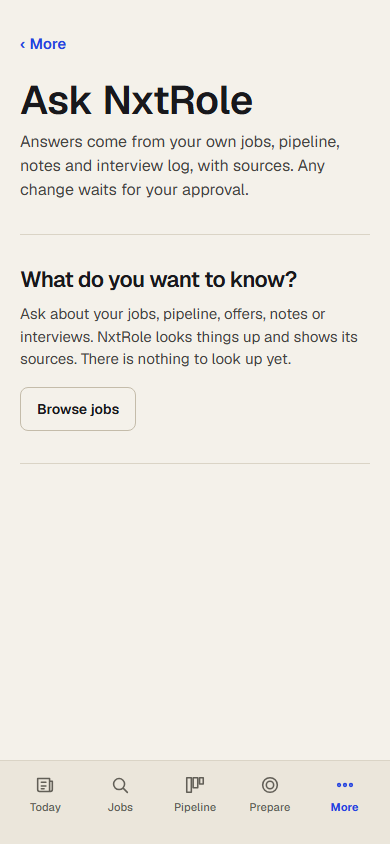 ‹ More
Ask NxtRole
Answers come from your own jobs, pipeline,
notes and interview log, with sources. Any
change waits for your approval.
What do you want to know?
Ask about your jobs, pipeline, offers, notes or
interviews. NxtRole looks things up and shows its
sources. There is nothing to look up yet.
Browse jobs
Today
Jobs
Pipeline
Prepare
More